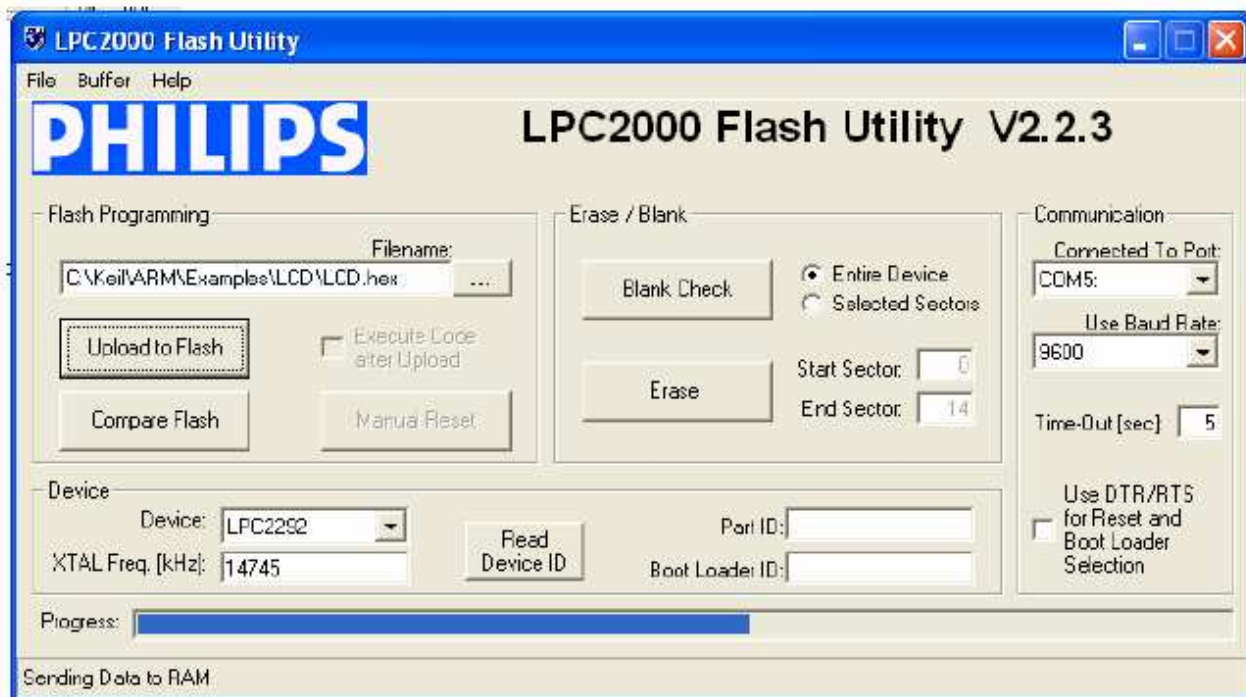 LPC2000 Flash Utility
File Buffer Help
PHILIPS
LPC2000 Flash Utility V2.2.3
Flash Programming
Filename:
C:\Keil\ARM\Examples\LCD\LCD.hex
...
Upload to Flash
Execute Code
after Upload
Compare Flash
Manual Reset
Erase / Blank
Blank Check
Entire Device
Selected Sectors
Erase
Start Sector: 0
End Sector: 14
Communication
Connected To Port:
COM5:
Use Baud Rate:
9600
Time-Out [sec]: 5
Use DTR/RTS
for Reset and
Boot Loader
Selection
Device
Device: LPC2292
XTAL Freq. [kHz]: 14745
Read
Device ID
Part ID:
Boot Loader ID:
Progress:
Sending Data to RAM